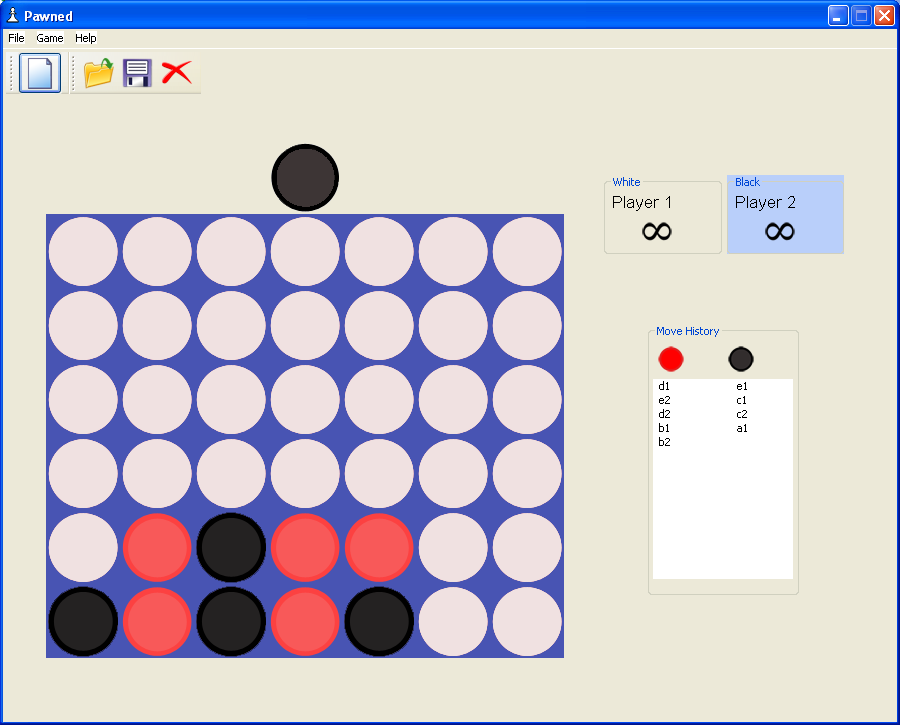 Pawned
File Game Help
White
Black
Player 1
Player 2
∞
∞
Move History
d1 e1
e2 c1
d2 c2
b1 a1
b2